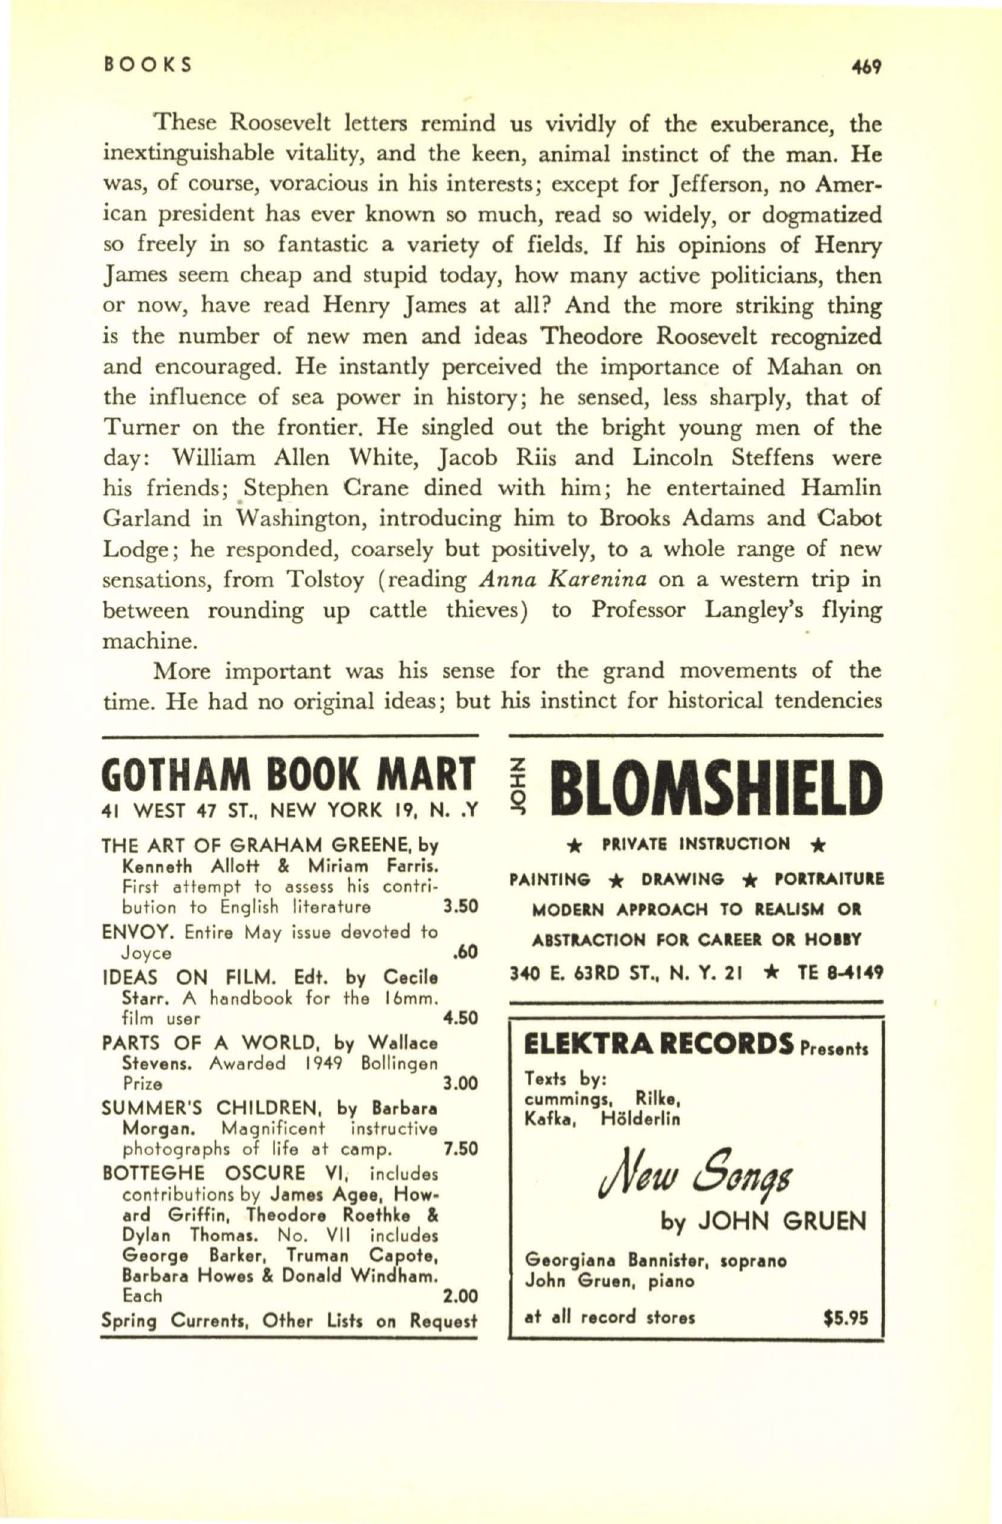 BOOKS 469
These Roosevelt letters remind us vividly of the exuberance, the
inextinguishable vitality, and the keen, animal instinct of the man. He
was, of course, voracious in his interests; except for Jefferson, no Amer-
ican president has ever known so much, read so widely, or dogmatized
so freely in so fantastic a variety of fields. If his opinions of Henry
James seem cheap and stupid today, how many active politicians, then
or now, have read Henry James at all? And the more striking thing
is the number of new men and ideas Theodore Roosevelt recognized
and encouraged. He instantly perceived the importance of Mahan on
the influence of sea power in history; he sensed, less sharply, that of
Turner on the frontier. He singled out the bright young men of the
day: William Allen White, Jacob Riis and Lincoln Steffens were
his friends; Stephen Crane dined with him; he entertained Hamlin
Garland in Washington, introducing him to Brooks Adams and Cabot
Lodge; he responded, coarsely but positively, to a whole range of new
sensations, from Tolstoy (reading Anna Karenina on a western trip in
between rounding up cattle thieves) to Professor Langley's flying
machine.
More important was his sense for the grand movements of the
time. He had no original ideas; but his instinct for historical tendencies
GOTHAM BOOK MART
41 WEST 47 ST., NEW YORK 19, N. .Y
THE ART OF GRAHAM GREENE, by
Kenneth Allott & Miriam Farris.
First attempt to assess his contri-
bution to English literature 3.50
ENVOY. Entire May issue devoted to
Joyce .60
IDEAS ON FILM. Edt. by Cecile
Starr. A handbook for the 16mm.
film user 4.50
PARTS OF A WORLD, by Wallace
Stevens. Awarded 1949 Bollingen
Prize 3.00
SUMMER'S CHILDREN, by Barbara
Morgan. Magnificent instructive
photographs of life at camp. 7.50
BOTTEGHE OSCURE VI, includes
contributions by James Agee, How-
ard Griffin, Theodore Roethke &
Dylan Thomas. No. VII includes
George Barker, Truman Capote,
Barbara Howes & Donald Windham.
Each 2.00
Spring Currents, Other Lists on Request
JOHN BLOMSHIELD
★ PRIVATE INSTRUCTION ★
PAINTING ★ DRAWING ★ PORTRAITURE
MODERN APPROACH TO REALISM OR
ABSTRACTION FOR CAREER OR HOBBY
340 E. 63RD ST., N. Y. 21 ★ TE 8-4149
ELEKTRA RECORDS Presents
Texts by:
cummings, Rilke,
Kafka, Hölderlin
New Songs
by JOHN GRUEN
Georgiana Bannister, soprano
John Gruen, piano
at all record stores $5.95